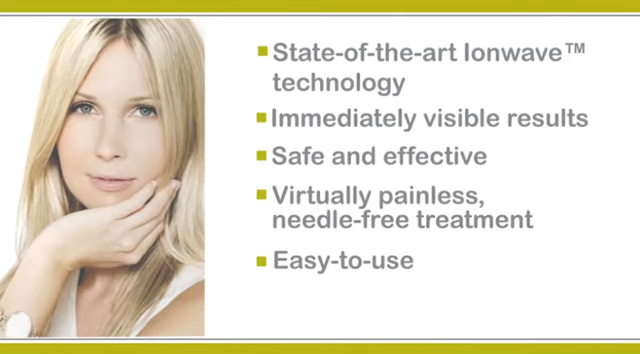 State-of-the-art Ionwave™
technology
Immediately visible results
Safe and effective
Virtually painless,
needle-free treatment
Easy-to-use